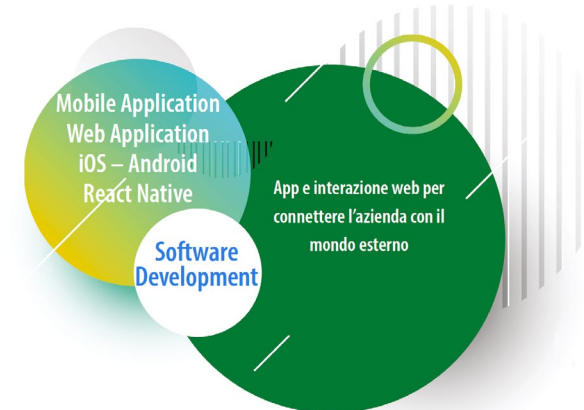 Mobile Application
Web Application
iOS – Android
React Native
App e interazione web per
connettere l'azienda con il
mondo esterno
Software
Development